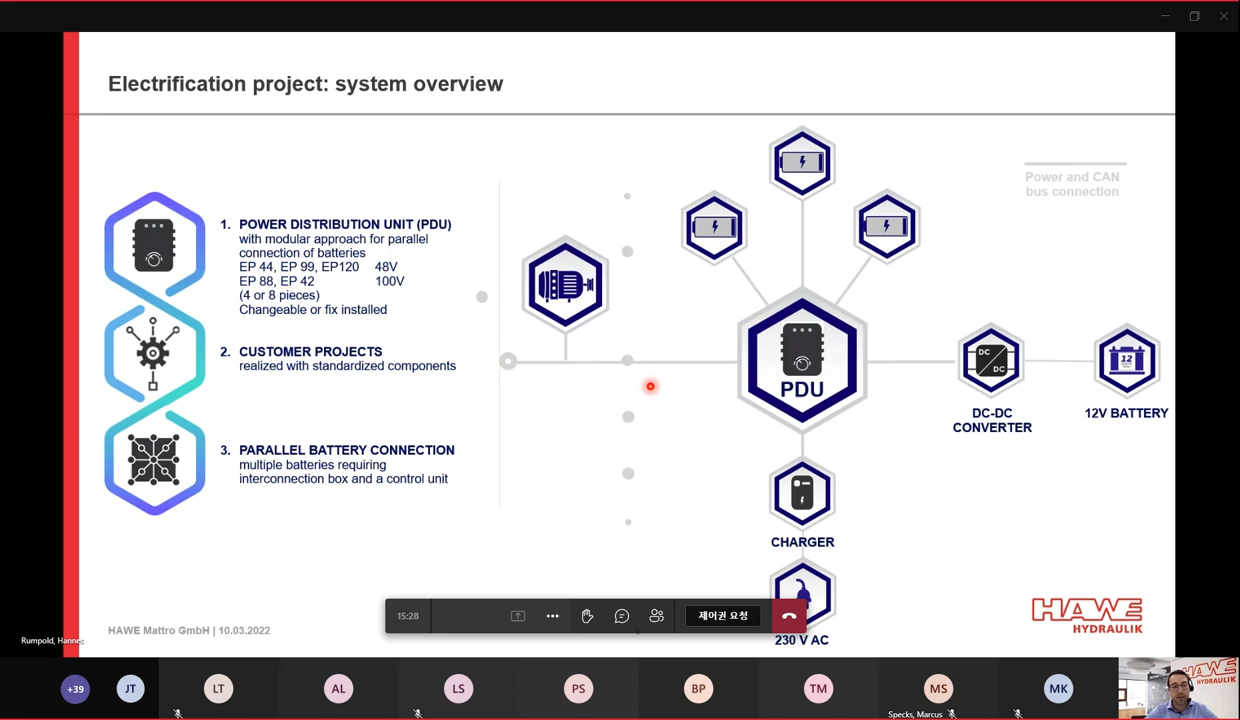 Electrification project: system overview
1. POWER DISTRIBUTION UNIT (PDU)
with modular approach for parallel
connection of batteries
EP 44, EP 99, EP120 48V
EP 88, EP 42 100V
(4 or 8 pieces)
Changeable or fix installed
2. CUSTOMER PROJECTS
realized with standardized components
3. PARALLEL BATTERY CONNECTION
multiple batteries requiring
interconnection box and a control unit
Power and CAN
bus connection
PDU
DC
DC
DC-DC
CONVERTER
12
12V BATTERY
CHARGER
230 V AC
15:28
제어권 요청
HAWE Mattro GmbH | 10.03.2022
HAWE
HYDRAULIK
+39
JT
LT
AL
LS
PS
BP
TM
MS
Specks, Marcus
MK
HAWE
HYDRAULIK